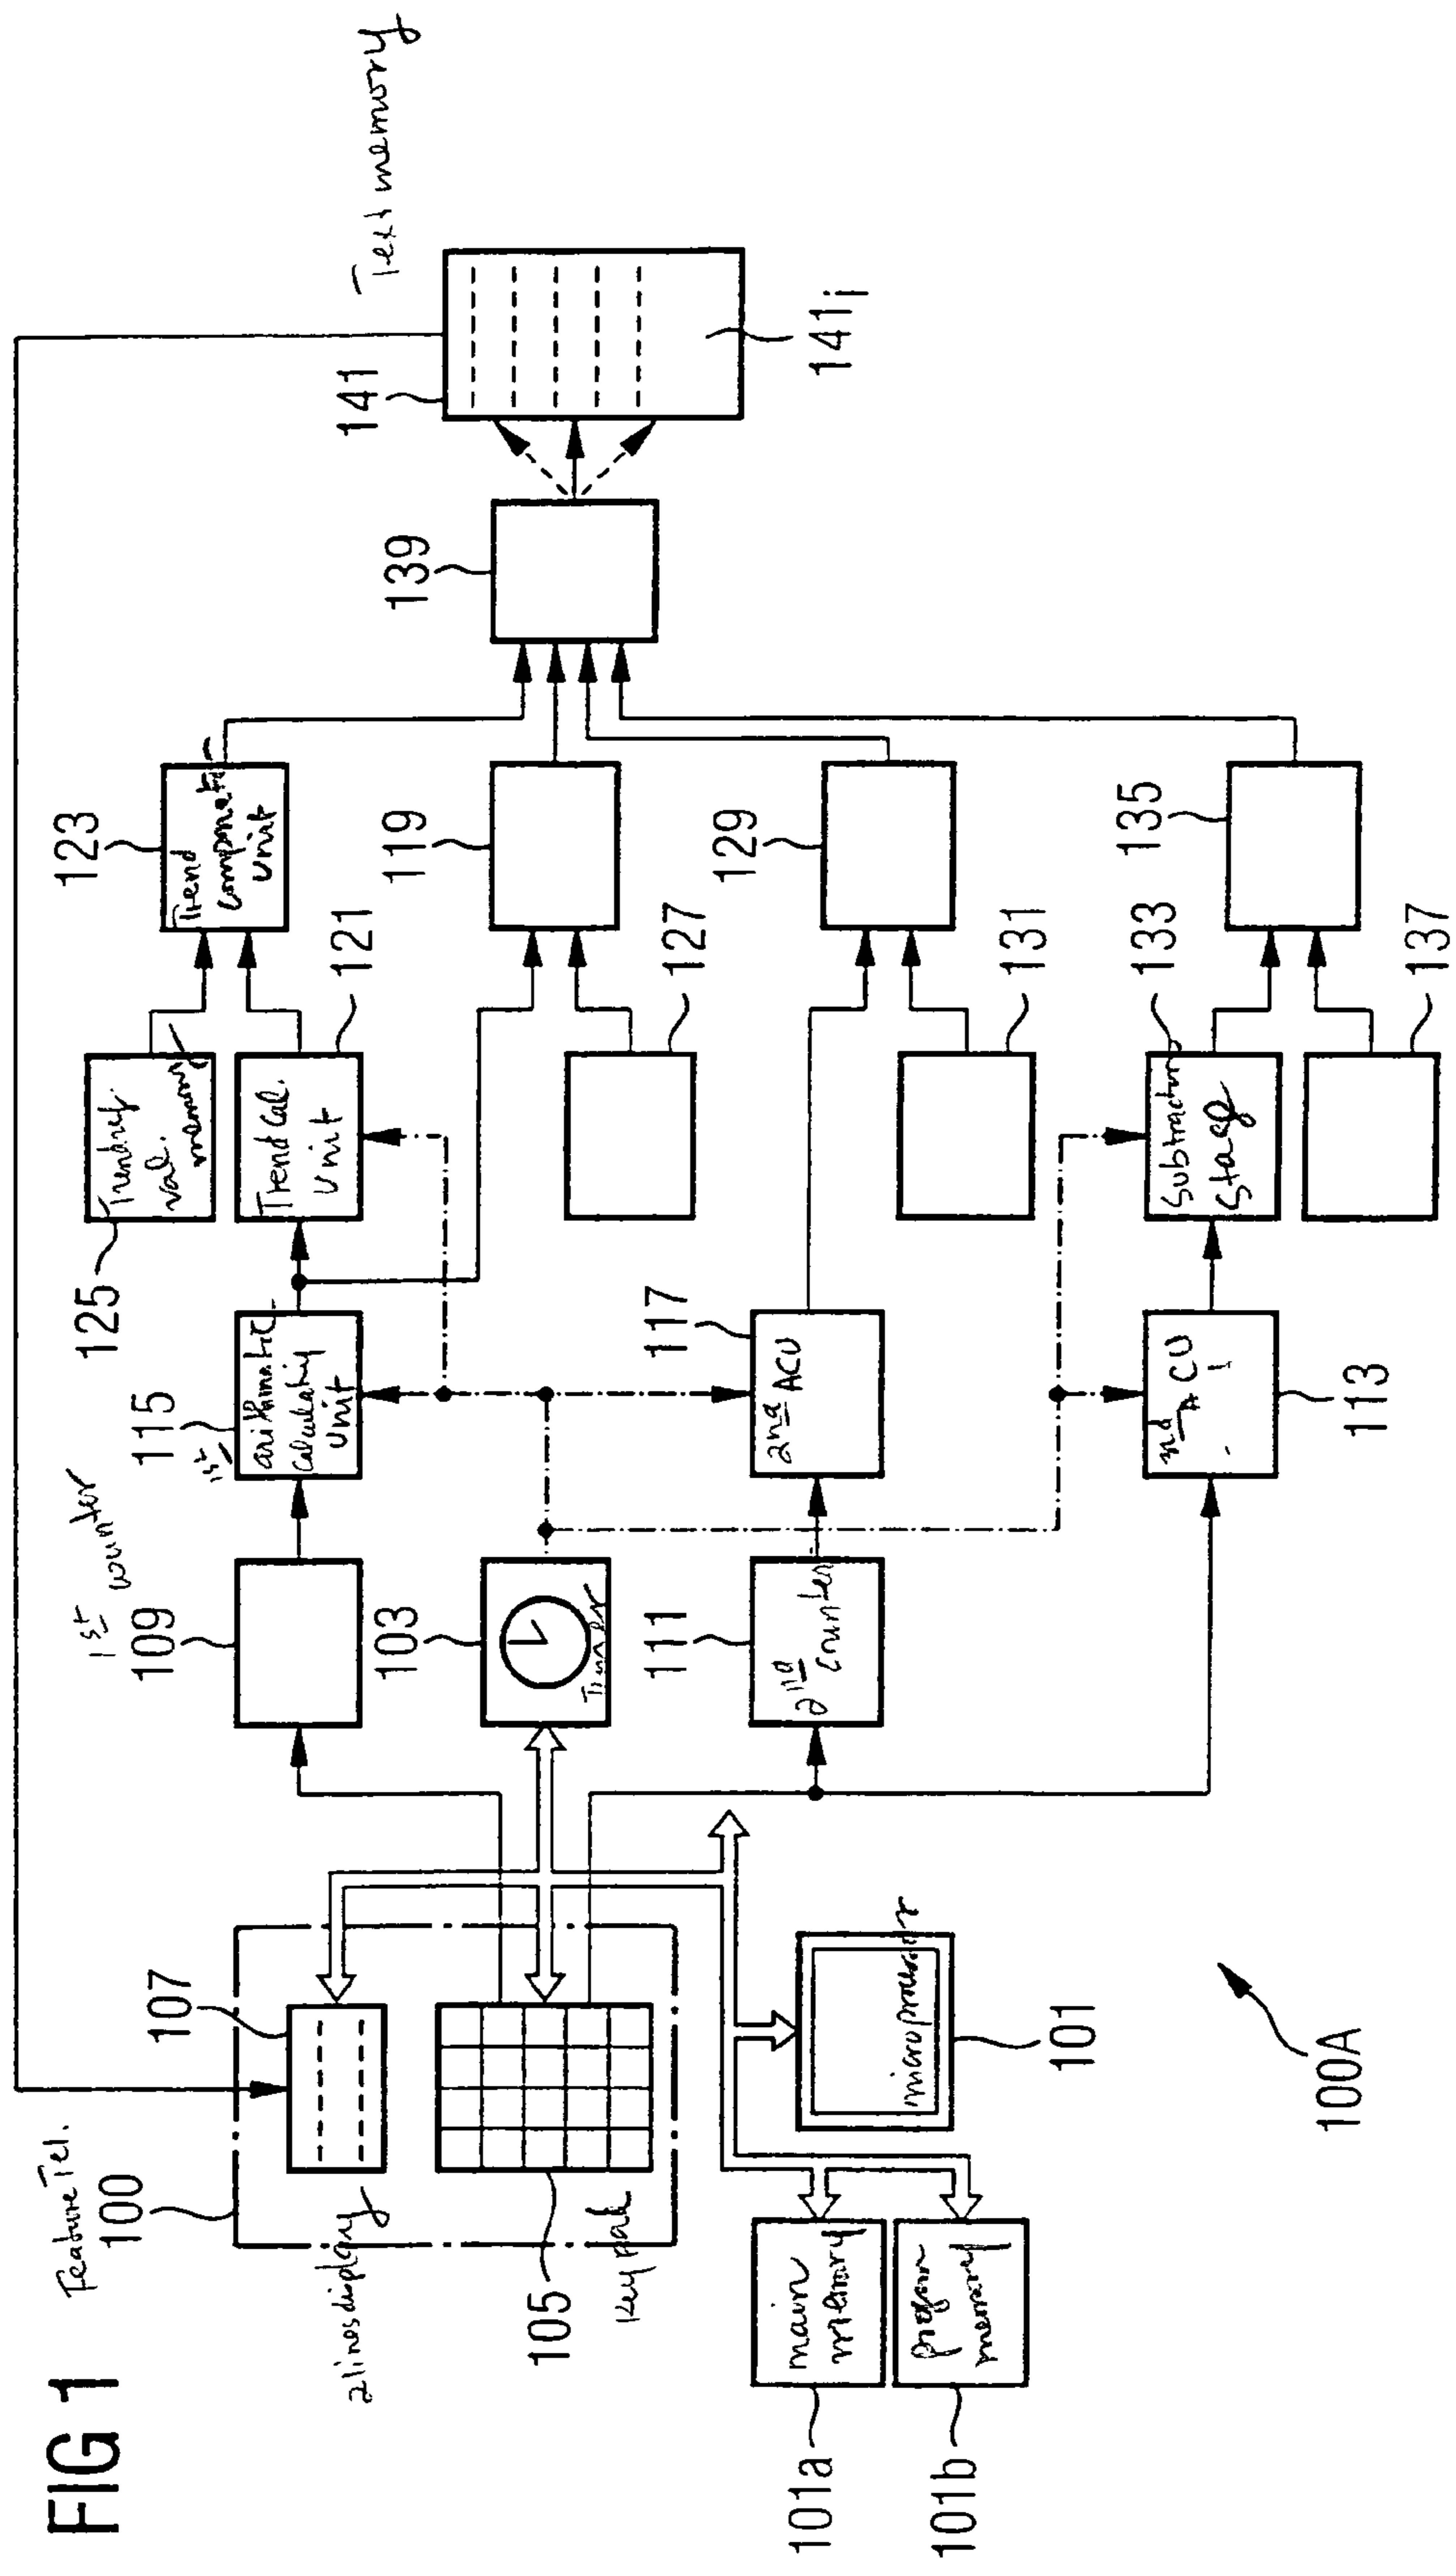 FIG 1
Feature Tel.
100
107
2 lines display
105
Key pad
101a
main
memory
101b
program
memory
microprocessor
101
100A
1st counter
109
103
Timer
111
2nd
counter
115
1st
arithmatic
calculating
unit
117
2nd ACU
113
125
Trend ref
val.
memory
121
Trend Cal.
Unit
127
131
133
Subtraction
Stage
137
123
Trend
Unit
119
129
135
139
141
141i
Text memory